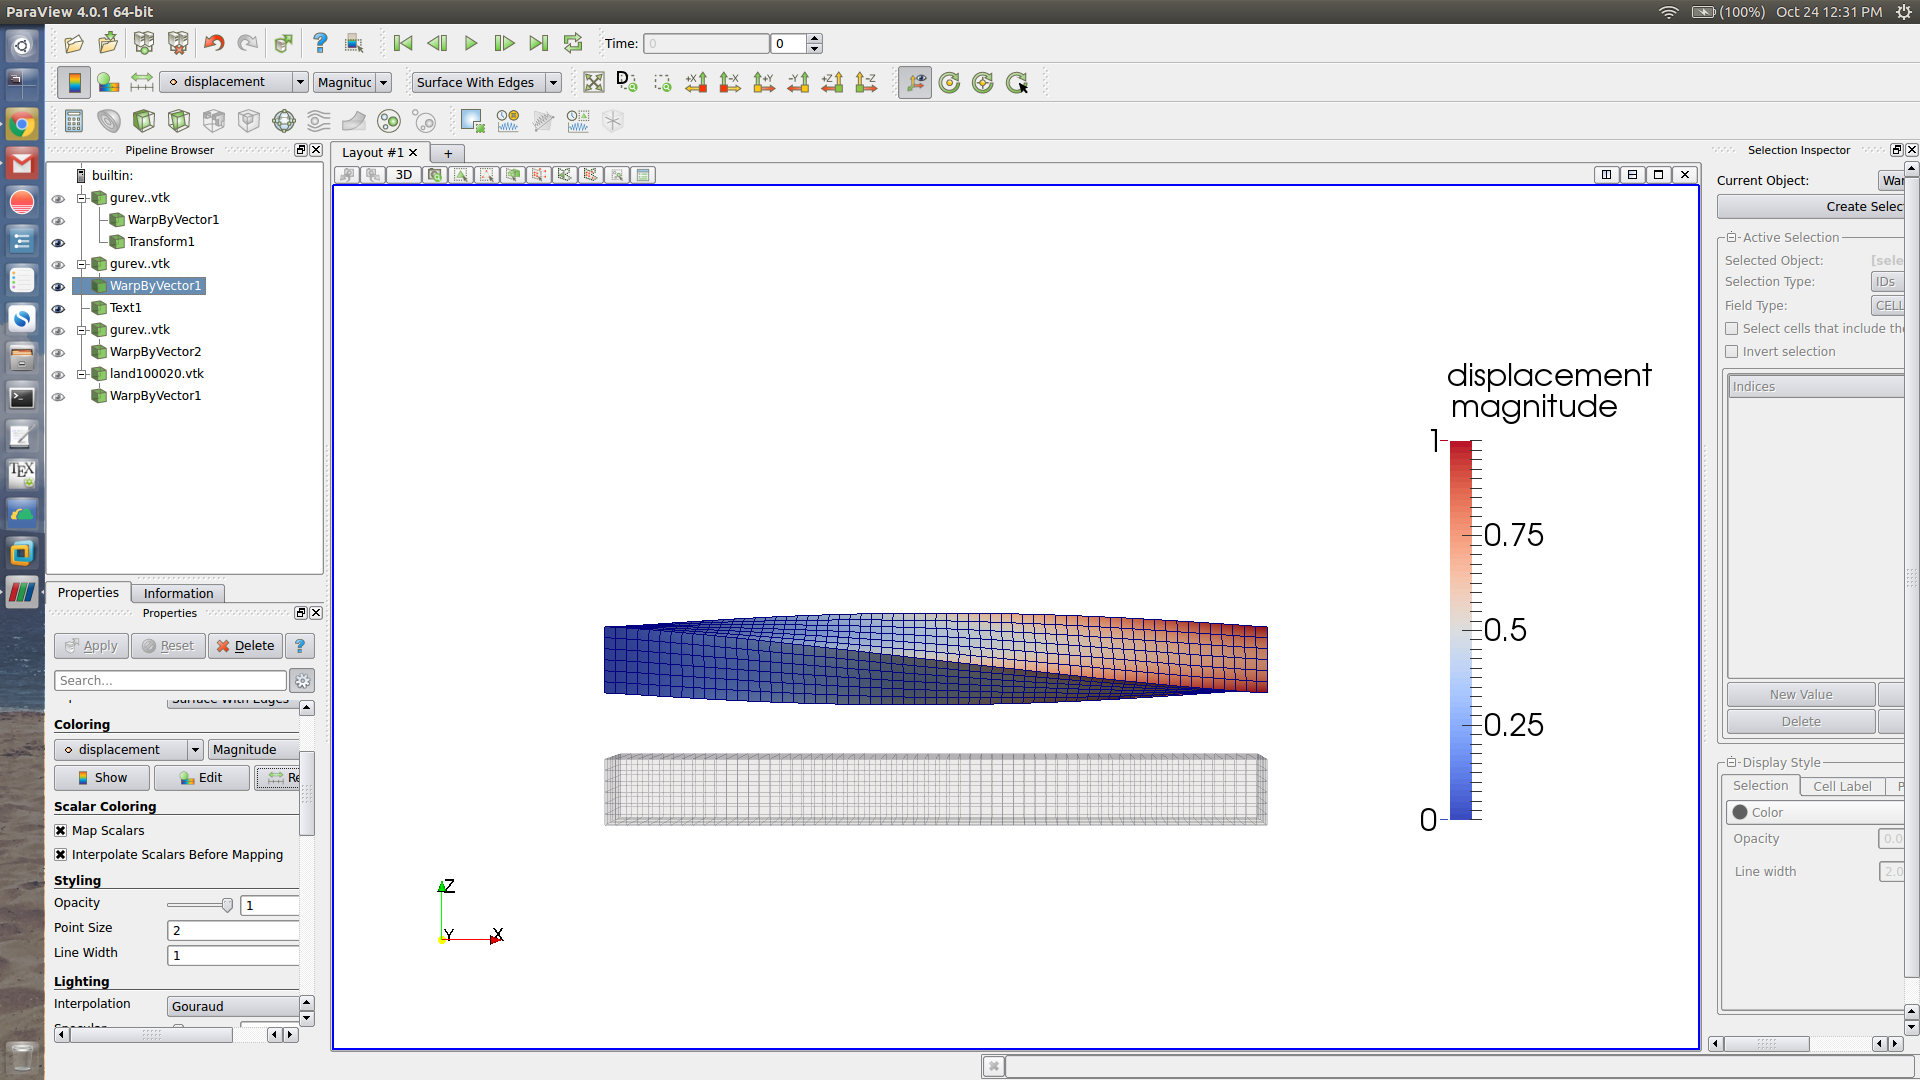 ParaView 4.0.1 64-bit
(100%) Oct 24 12:31 PM
Time: 0 0
displacement Magnituc Surface With Edges
+X -X +Y -Y +Z -Z
Pipeline Browser
builtin:
gurev..vtk
WarpByVector1
Transform1
gurev..vtk
WarpByVector1
Text1
gurev..vtk
WarpByVector2
land100020.vtk
WarpByVector1
Properties Information
Properties
Apply Reset Delete ?
Search...
Surface With Edges
Coloring
displacement Magnitude
Show Edit Re
Scalar Coloring
Map Scalars
Interpolate Scalars Before Mapping
Styling
Opacity 1
Point Size 2
Line Width 1
Lighting
Interpolation Gouraud
Specular
Layout #1 +
3D
displacement
magnitude
1
0.75
0.5
0.25
0
Z
Y X
Selection Inspector
Current Object: War
Create Selec
Active Selection
Selected Object: [sele
Selection Type: IDs
Field Type: CELL
Select cells that include the
Invert selection
Indices
New Value
Delete
Display Style
Selection Cell Label P
Color
Opacity 0.0
Line width 2.0